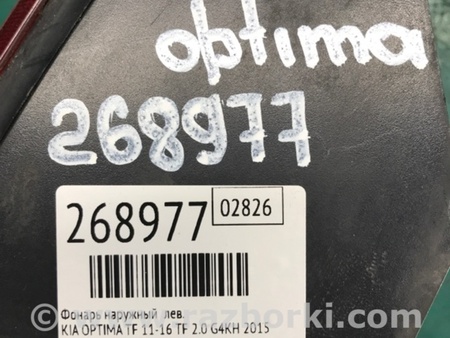 optima
268977
268977
02826
Фонарь наружный лев.
KIA OPTIMA TF 11-16 TF 2.0 G4KH 2015
razborki.com